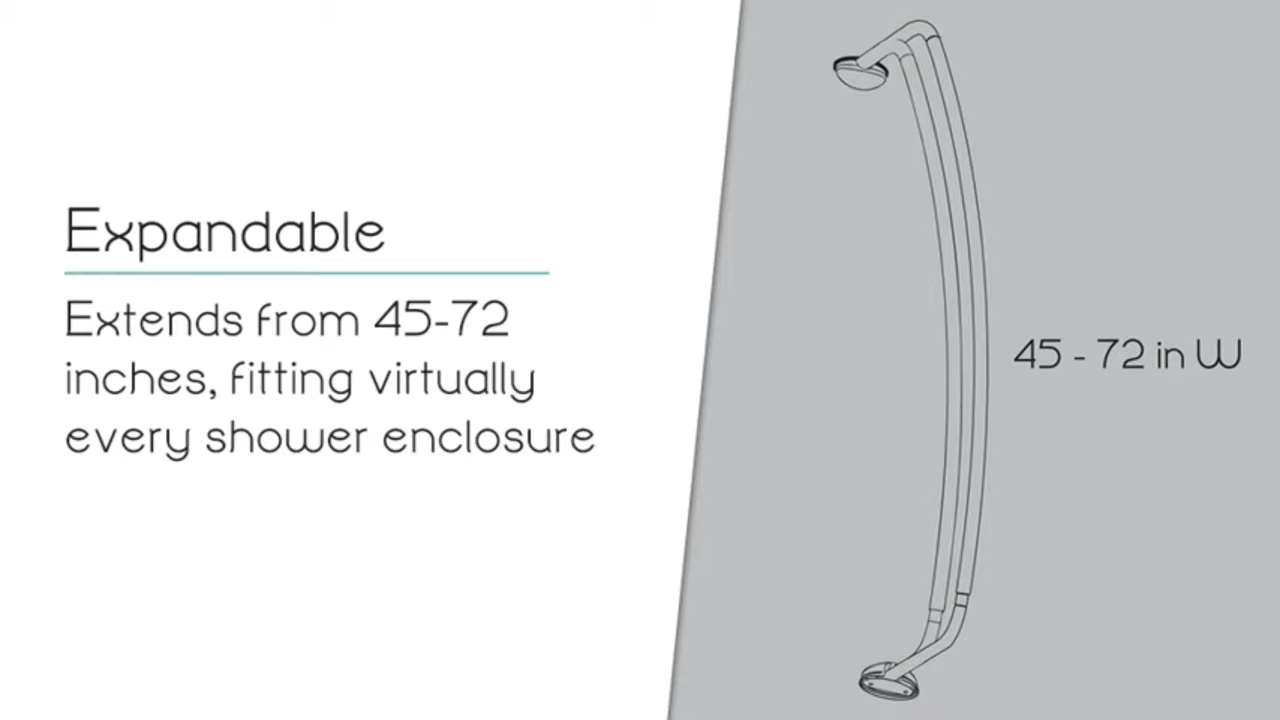 Expandable
Extends from 45-72
inches, fitting virtually
every shower enclosure
45 - 72 in W